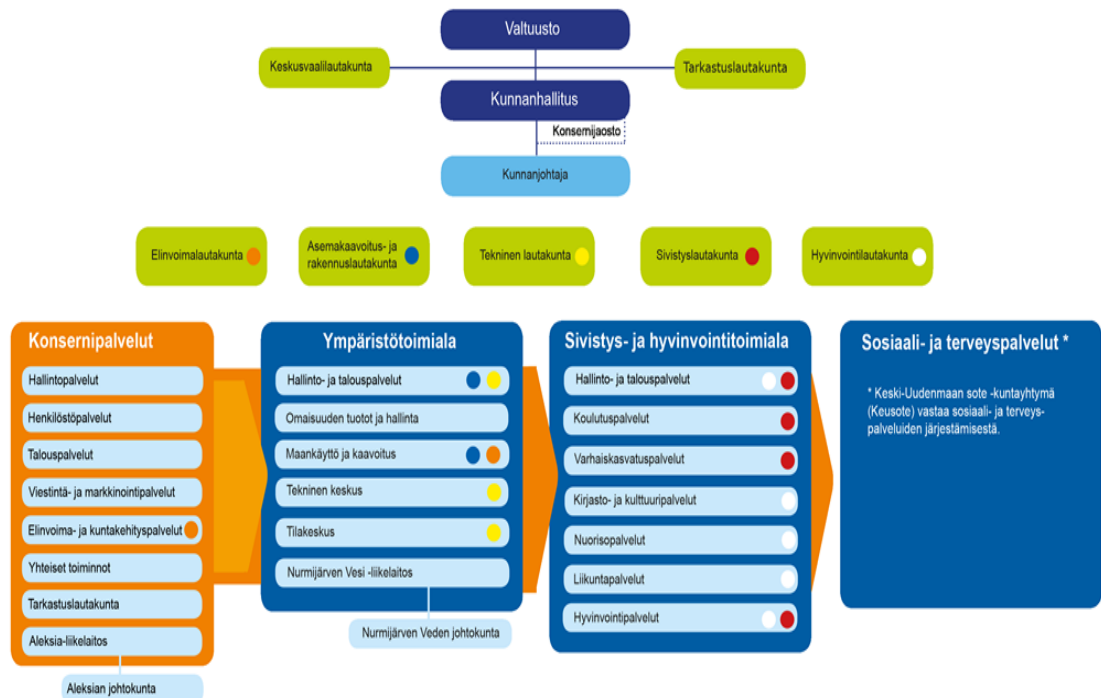 Valtuusto
Keskusvaalilautakunta
Tarkastuslautakunta
Kunnanhallitus
Konsernijaosto
Kunnanjohtaja
Elinvoimalautakunta
Asemakaavoitus- ja
rakennuslautakunta
Tekninen lautakunta
Sivistyslautakunta
Hyvinvointilautakunta
Konsernipalvelut
Hallintopalvelut
Henkilöstöpalvelut
Talouspalvelut
Viestintä- ja markkinointipalvelut
Elinvoima- ja kuntakehityspalvelut
Yhteiset toiminnot
Tarkastuslautakunta
Aleksia-liikelaitos
Aleksian johtokunta
Ympäristötoimiala
Hallinto- ja talouspalvelut
Omaisuuden tuotot ja hallinta
Maankäyttö ja kaavoitus
Tekninen keskus
Tilakeskus
Nurmijärven Vesi -liikelaitos
Nurmijärven Veden johtokunta
Sivistys- ja hyvinvointitoimiala
Hallinto- ja talouspalvelut
Koulutuspalvelut
Varhaiskasvatuspalvelut
Kirjasto- ja kulttuuripalvelut
Nuorisopalvelut
Liikuntapalvelut
Hyvinvointipalvelut
Sosiaali- ja terveyspalvelut *
* Keski-Uudenmaan sote -kuntayhtymä
(Keusote) vastaa sosiaali- ja terveys-
palveluiden järjestämisestä.